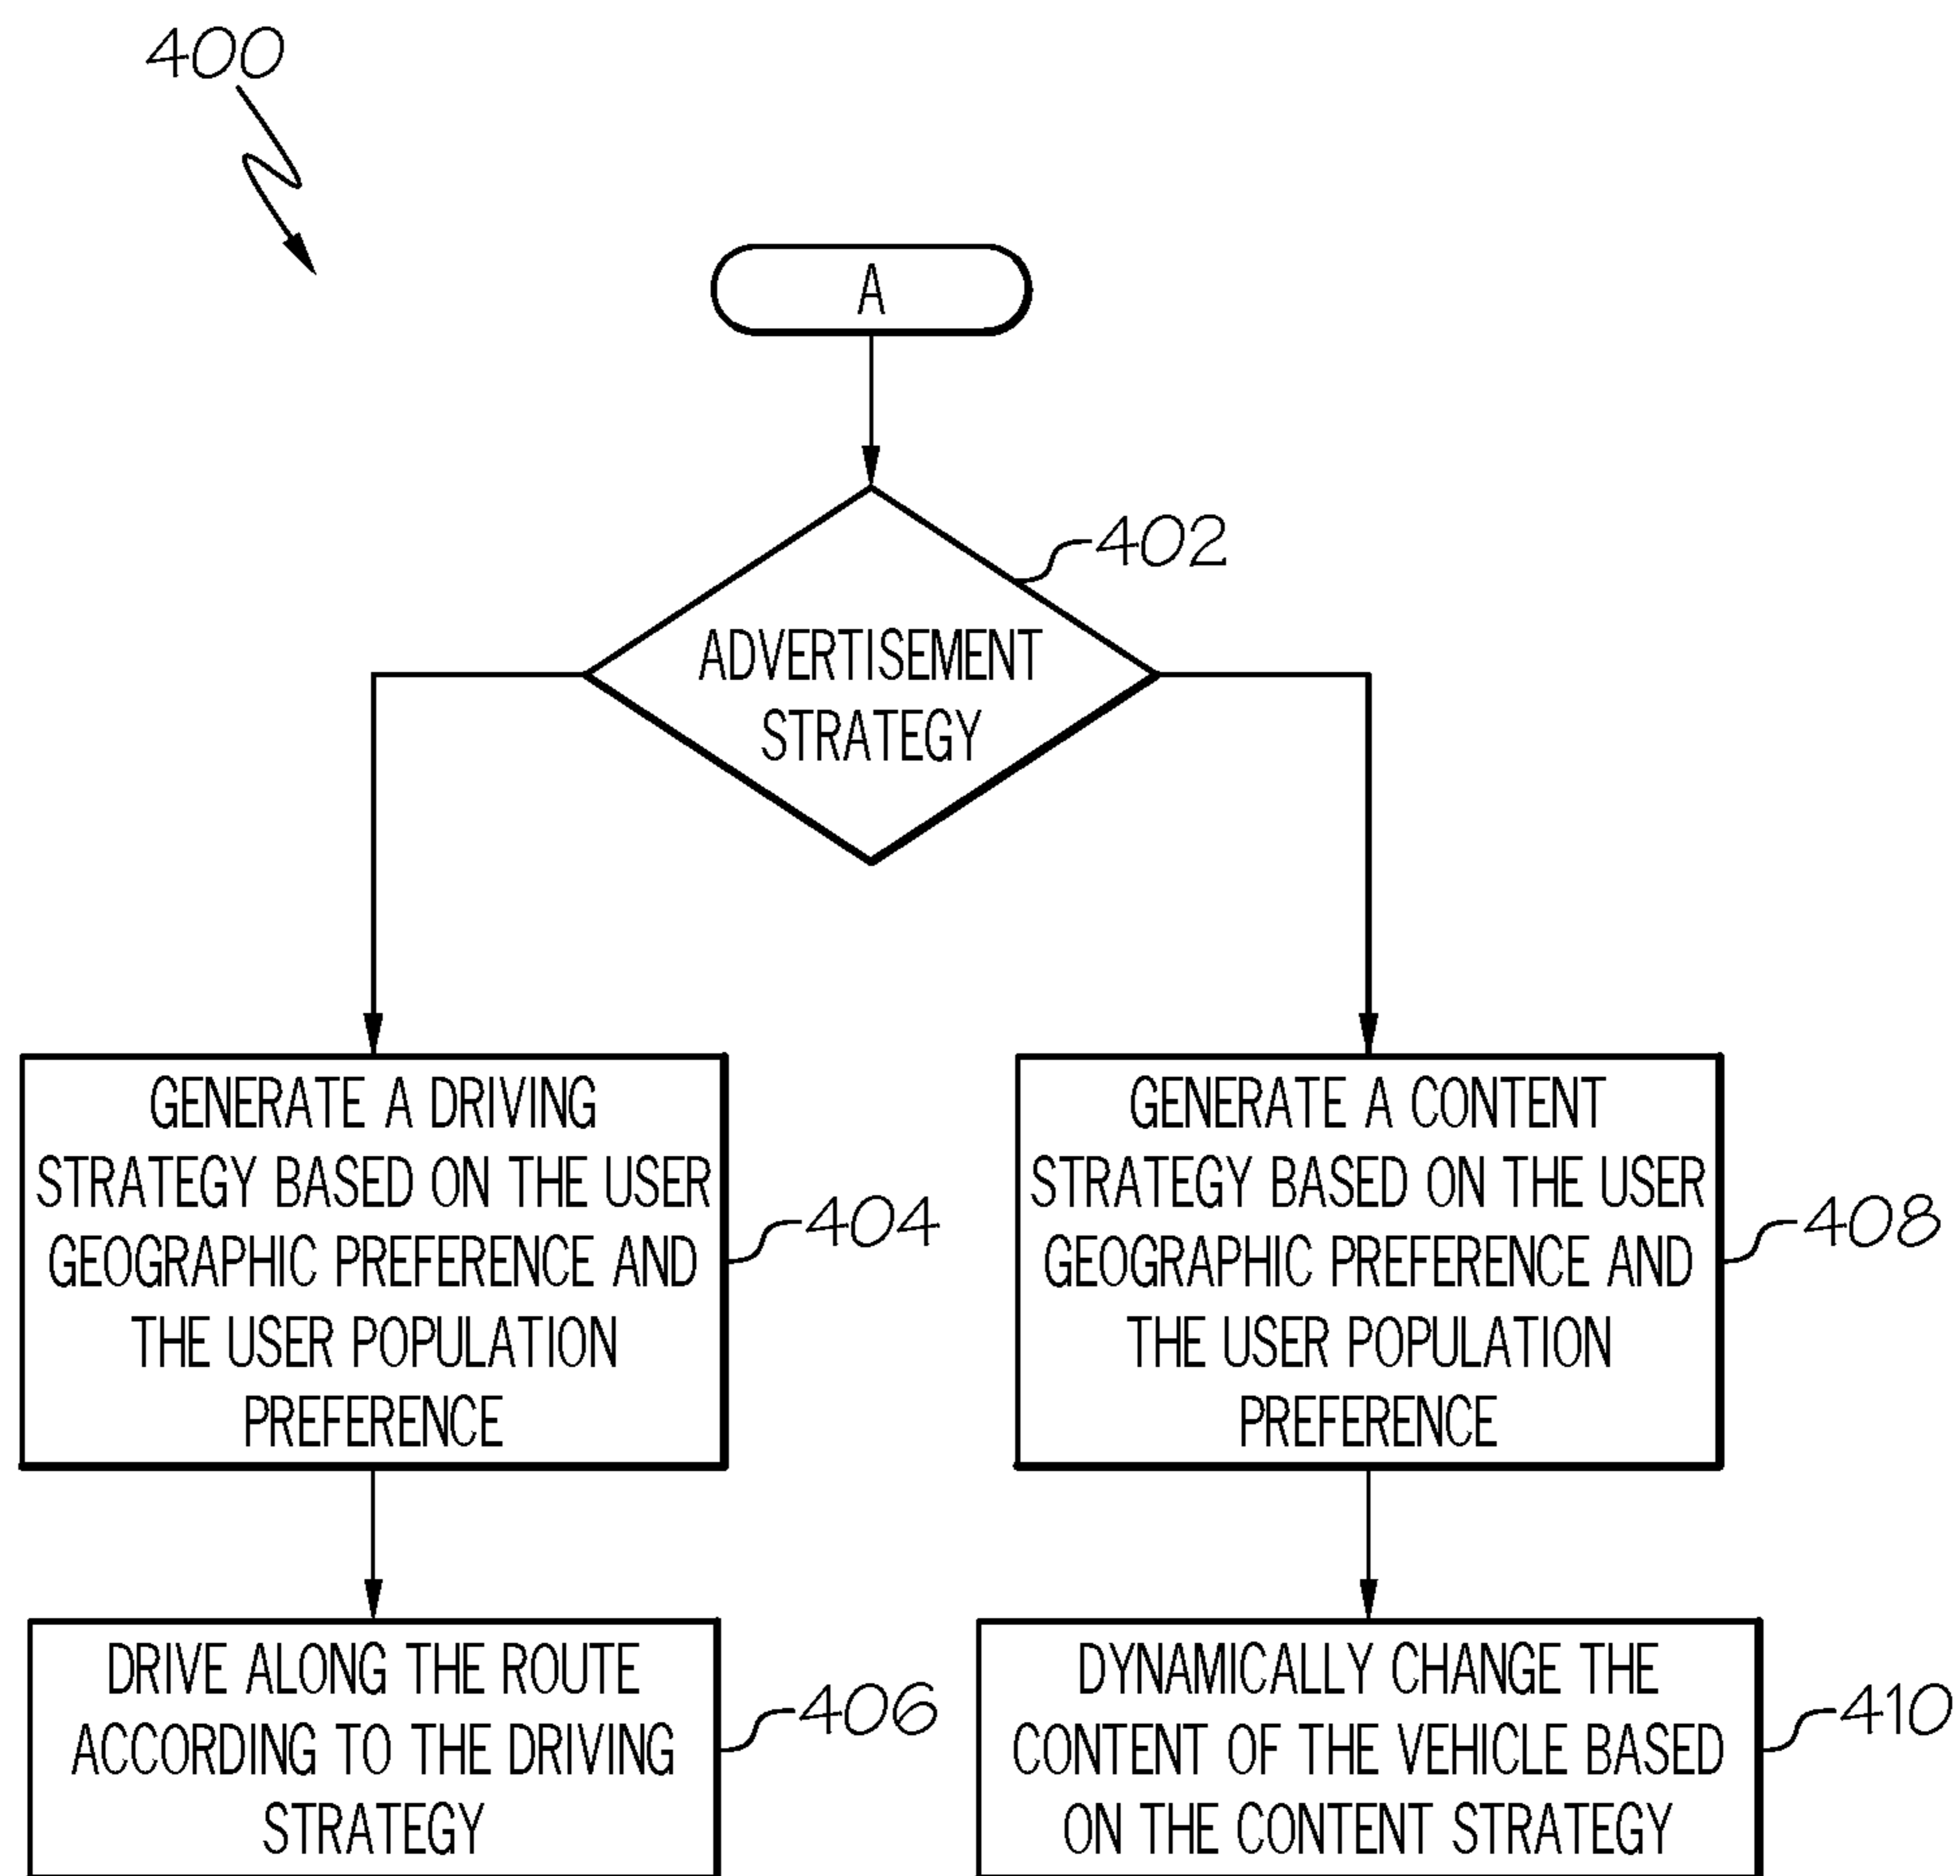 400
A
402
ADVERTISEMENT
STRATEGY
GENERATE A DRIVING
STRATEGY BASED ON THE USER
GEOGRAPHIC PREFERENCE AND
THE USER POPULATION
PREFERENCE
404
GENERATE A CONTENT
STRATEGY BASED ON THE USER
GEOGRAPHIC PREFERENCE AND
THE USER POPULATION
PREFERENCE
408
DRIVE ALONG THE ROUTE
ACCORDING TO THE DRIVING
STRATEGY
406
DYNAMICALLY CHANGE THE
CONTENT OF THE VEHICLE BASED
ON THE CONTENT STRATEGY
410